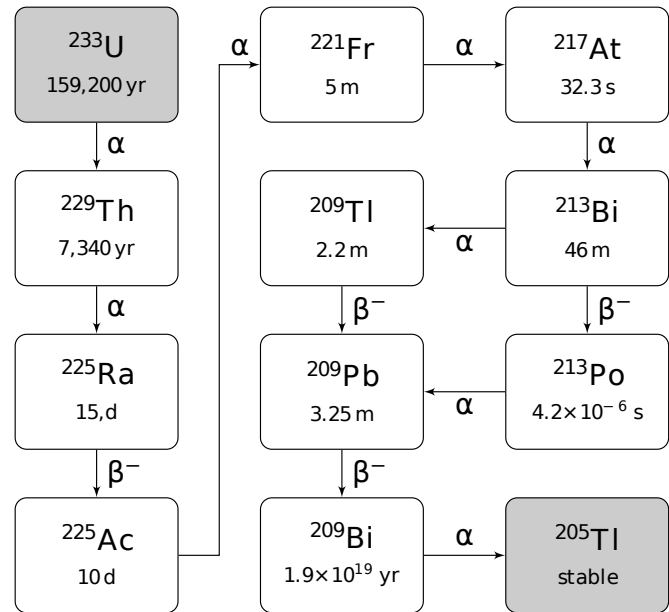 ²³³U
159,200 yr
α
²²⁹Th
7,340 yr
α
²²⁵Ra
15,d
β⁻
²²⁵Ac
10 d
α
²²¹Fr
5 m
α
²¹⁷At
32.3 s
α
²¹³Bi
46 m
α
²⁰⁹Tl
2.2 m
β⁻
β⁻
²¹³Po
4.2×10⁻⁶ s
α
²⁰⁹Pb
3.25 m
β⁻
²⁰⁹Bi
1.9×10¹⁹ yr
α
²⁰⁵Tl
stable